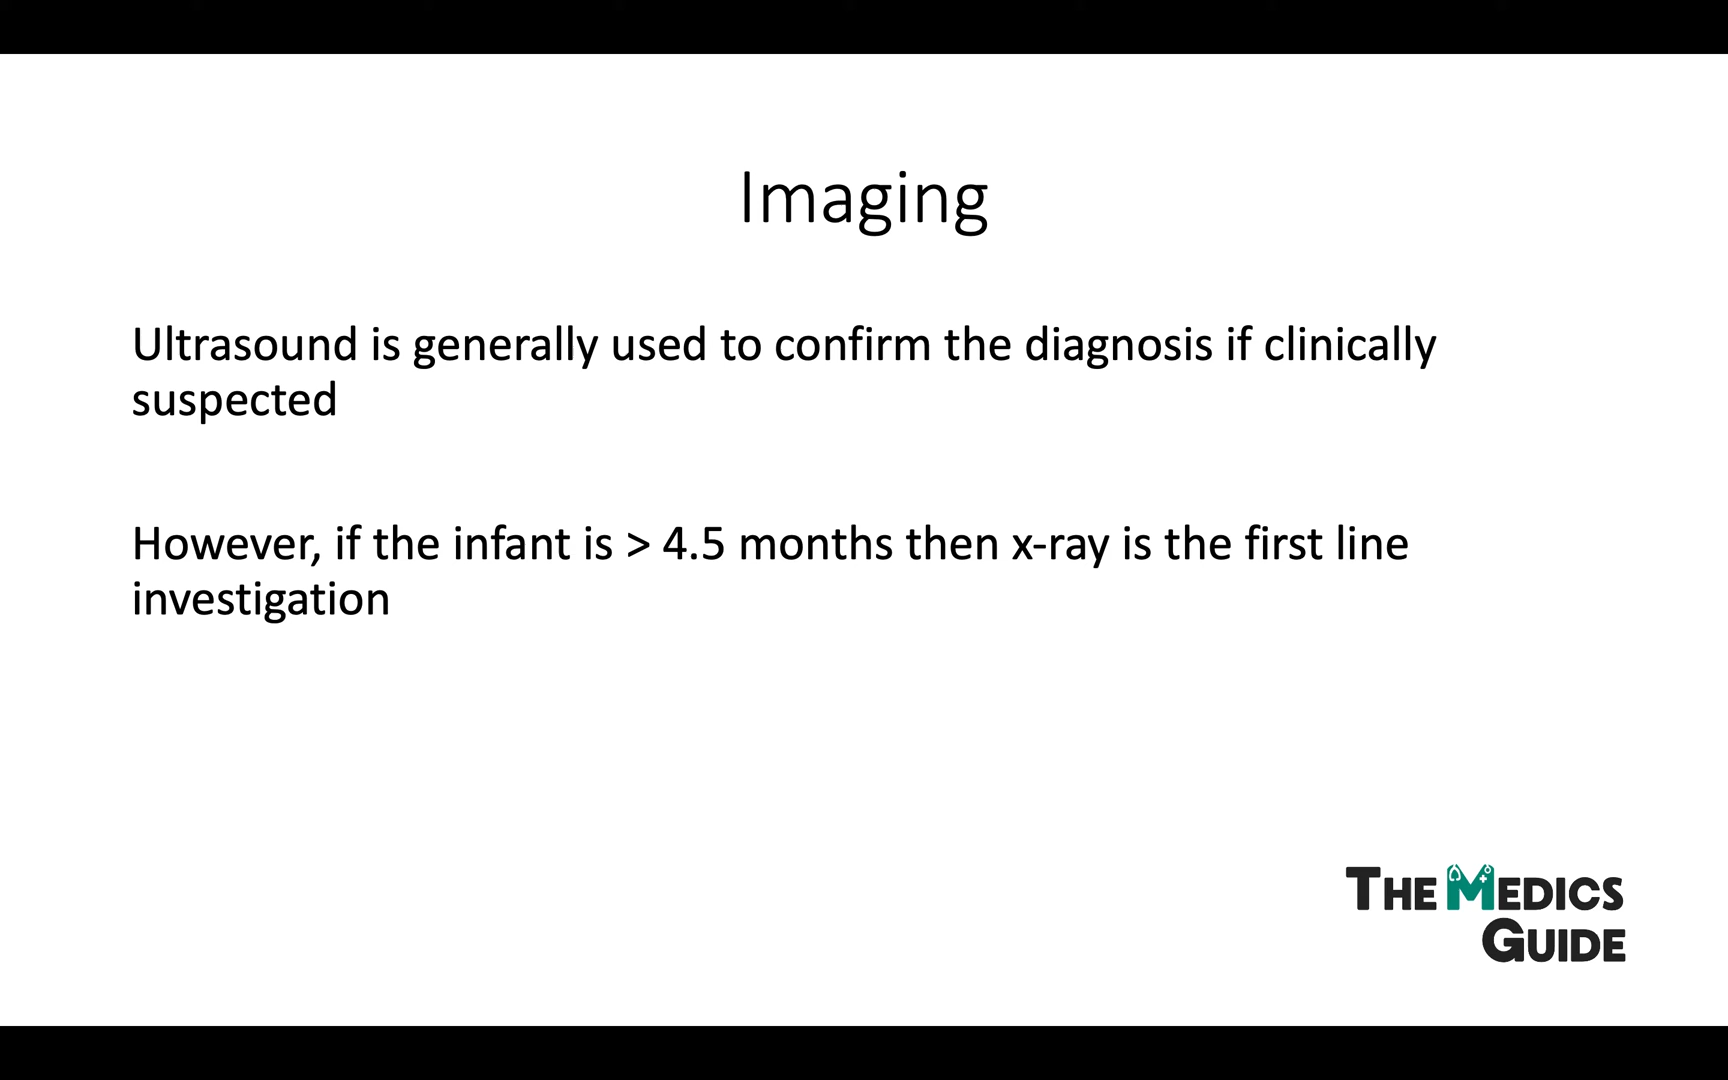 Imaging
Ultrasound is generally used to confirm the diagnosis if clinically
suspected
However, if the infant is > 4.5 months then x-ray is the first line
investigation
THE MEDICS
GUIDE